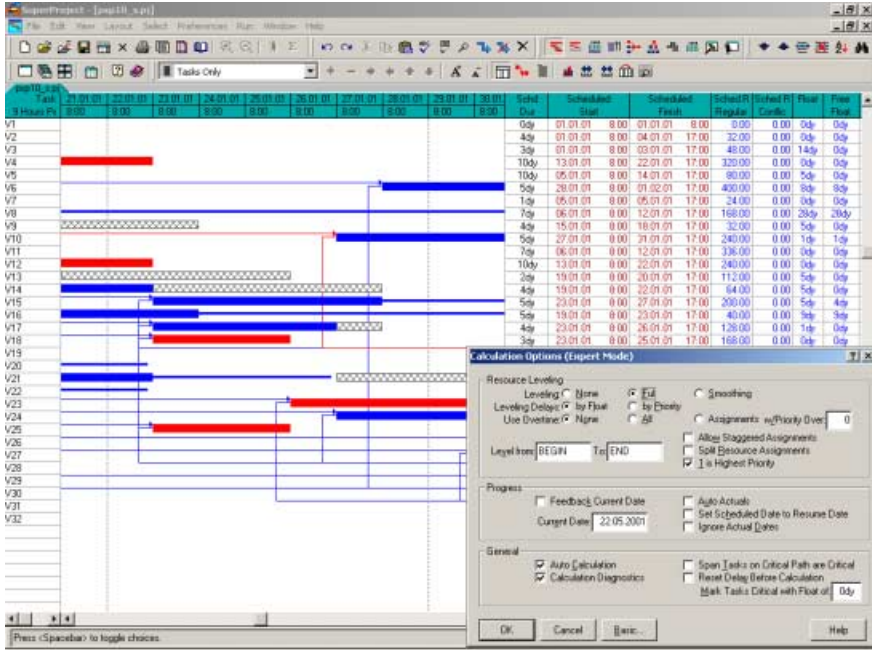 SuperProject - [psp10_s.pj]
File Edit View Layout Select Preferences Run Window Help
Tasks Only
psp10_s.pj
Task 21.01.01 22.01.01 23.01.01 24.01.01 25.01.01 26.01.01 27.01.01 28.01.01 29.01.01 30.01 Schd Scheduled Scheduled Sched R Sched R Float Free
9 Hours Per 8:00 8:00 8:00 8:00 8:00 8:00 8:00 8:00 8:00 8:00 Dur Start Finish Regular Conflic Float
V1 0dy 01.01.01 8:00 01.01.01 8:00 0.00 0.00 0dy 0dy
V2 4dy 01.01.01 8:00 04.01.01 17:00 32.00 0.00 0dy 0dy
V3 3dy 01.01.01 8:00 03.01.01 17:00 48.00 0.00 14dy 0dy
V4 10dy 13.01.01 8:00 22.01.01 17:00 320.00 0.00 0dy 0dy
V5 10dy 05.01.01 8:00 14.01.01 17:00 80.00 0.00 5dy 0dy
V6 5dy 28.01.01 8:00 01.02.01 17:00 400.00 0.00 8dy 8dy
V7 1dy 05.01.01 8:00 05.01.01 17:00 24.00 0.00 0dy 0dy
V8 7dy 06.01.01 8:00 12.01.01 17:00 168.00 0.00 28dy 28dy
V9 4dy 15.01.01 8:00 18.01.01 17:00 32.00 0.00 5dy 0dy
V10 5dy 27.01.01 8:00 31.01.01 17:00 240.00 0.00 1dy 1dy
V11 7dy 06.01.01 8:00 12.01.01 17:00 336.00 0.00 0dy 0dy
V12 10dy 13.01.01 8:00 22.01.01 17:00 240.00 0.00 0dy 0dy
V13 2dy 19.01.01 8:00 20.01.01 17:00 112.00 0.00 5dy 0dy
V14 4dy 19.01.01 8:00 22.01.01 17:00 64.00 0.00 5dy 0dy
V15 5dy 23.01.01 8:00 27.01.01 17:00 200.00 0.00 5dy 4dy
V16 5dy 19.01.01 8:00 23.01.01 17:00 40.00 0.00 9dy 9dy
V17 4dy 23.01.01 8:00 26.01.01 17:00 128.00 0.00 1dy 0dy
V18 3dy 23.01.01 8:00 25.01.01 17:00 168.00 0.00 0dy 0dy
V19
V20
V21
V22
V23
V24
V25
V26
V27
V28
V29
V30
V31
V32
Calculation Options (Expert Mode)
Resource Leveling
Leveling: None Full Smoothing
Leveling Delays: by Float by Priority
Use Overtime: None All Assignments w/Priority Over: 0
Level from: BEGIN To: END
Allow Staggered Assignments
Split Resource Assignments
1 is Highest Priority
Progress
Feedback Current Date
Current Date: 22.05.2001
Auto Actuals
Set Scheduled Date to Resume Date
Ignore Actual Dates
General
Auto Calculation
Calculation Diagnostics
Span Tasks on Critical Path are Critical
Reset Delay Before Calculation
Mark Tasks Critical with Float of: 0dy
OK Cancel Basic... Help
Press <Spacebar> to toggle choices.